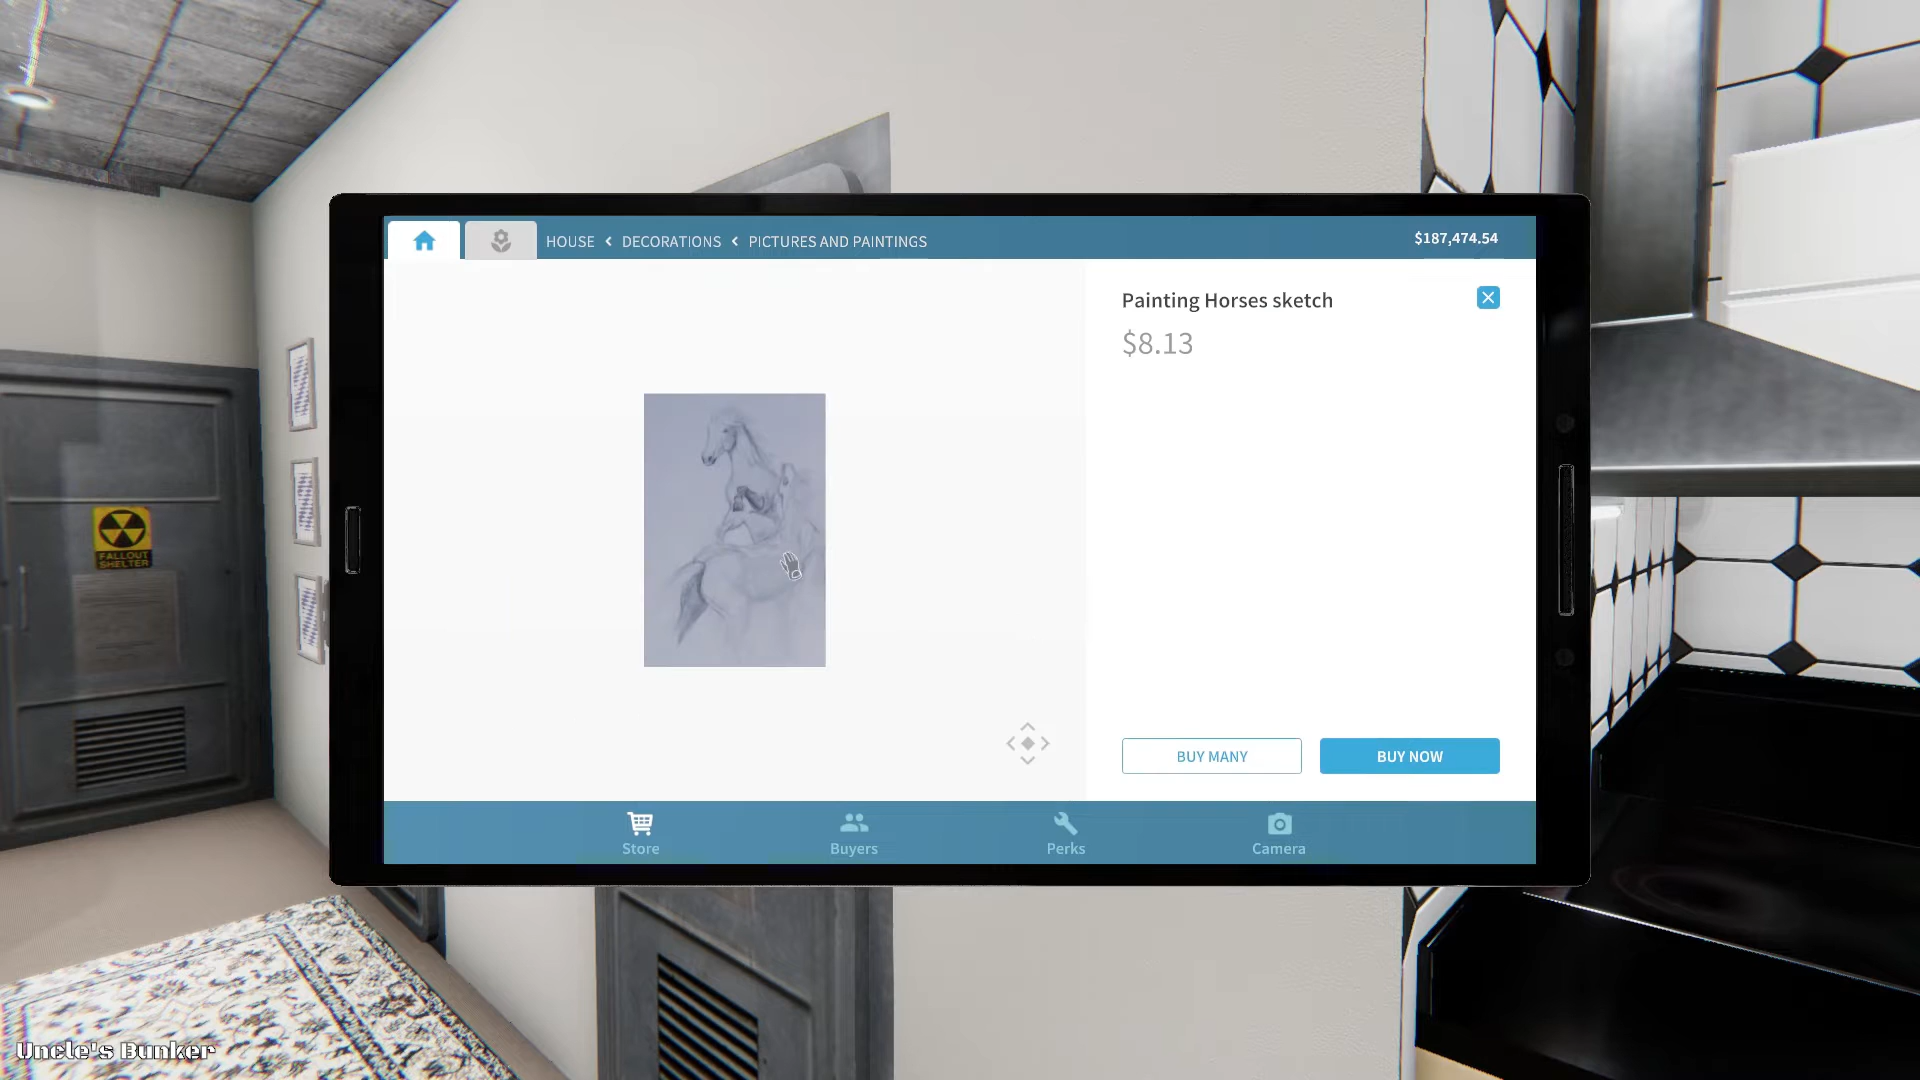 HOUSE < DECORATIONS < PICTURES AND PAINTINGS
$187,474.54
Painting Horses sketch
$8.13
FALLOUT
SHELTER
BUY MANY
BUY NOW
Store
Buyers
Perks
Camera
Uncle's Bunker